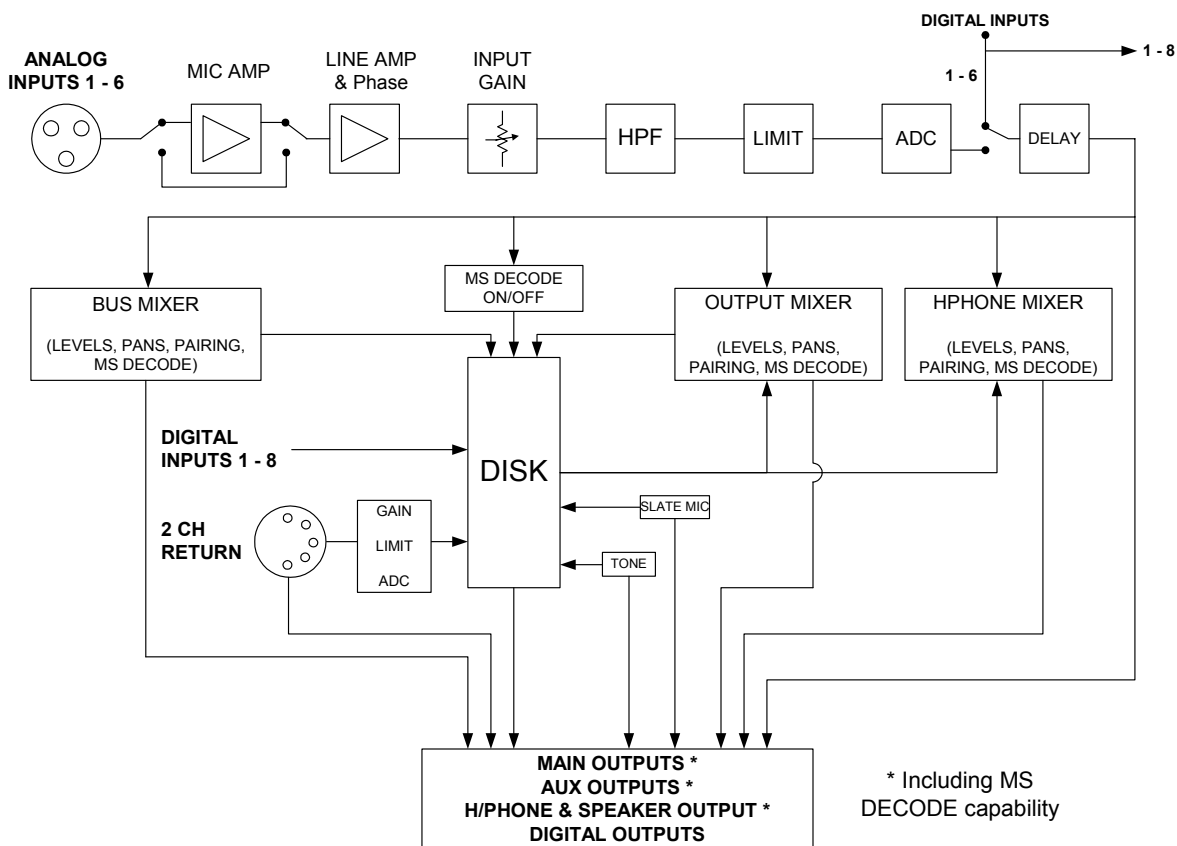 DIGITAL INPUTS
1 - 8
1 - 6
ANALOG
INPUTS 1 - 6
MIC AMP
LINE AMP
& Phase
INPUT
GAIN
HPF
LIMIT
ADC
DELAY
BUS MIXER
(LEVELS, PANS, PAIRING,
MS DECODE)
MS DECODE
ON/OFF
OUTPUT MIXER
(LEVELS, PANS,
PAIRING, MS DECODE)
HPHONE MIXER
(LEVELS, PANS,
PAIRING, MS DECODE)
DIGITAL
INPUTS 1 - 8
DISK
2 CH
RETURN
GAIN
LIMIT
ADC
SLATE MIC
TONE
MAIN OUTPUTS *
AUX OUTPUTS *
H/PHONE & SPEAKER OUTPUT *
DIGITAL OUTPUTS
* Including MS
DECODE capability